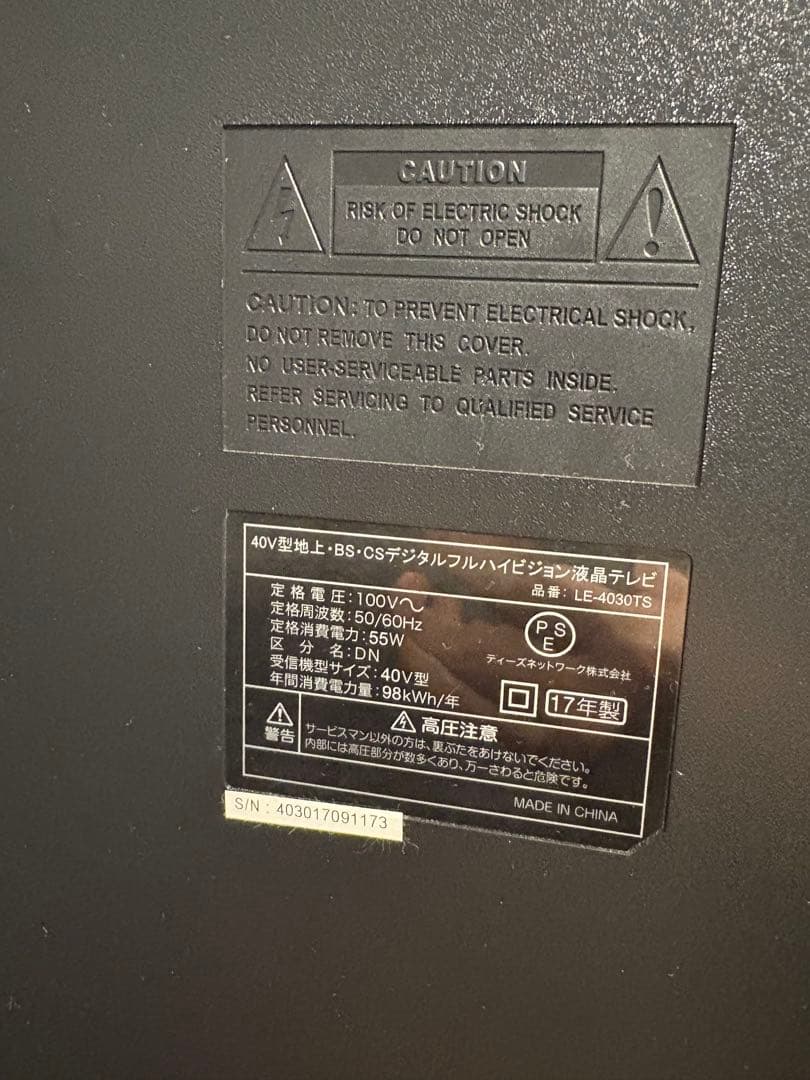 CAUTION
RISK OF ELECTRIC SHOCK
DO NOT OPEN
CAUTION: TO PREVENT ELECTRICAL SHOCK,
DO NOT REMOVE THIS COVER.
NO USER-SERVICEABLE PARTS INSIDE.
REFER SERVICING TO QUALIFIED SERVICE
PERSONNEL.
40V型地上・BS・CSデジタルフルハイビジョン液晶テレビ
品番: LE-4030TS
定格電圧:100V～
定格周波数:50/60Hz
定格消費電力:55W
区分名:DN
受信機型サイズ:40V型
年間消費電力量:98kWh/年
PSE
ティーズネットワーク株式会社
17年製
警告
高圧注意
サービスマン以外の方は、裏ぶたをあけないでください。
内部には高圧部分が数多くあり、万一さわると危険です。
MADE IN CHINA
S/N : 403017091173